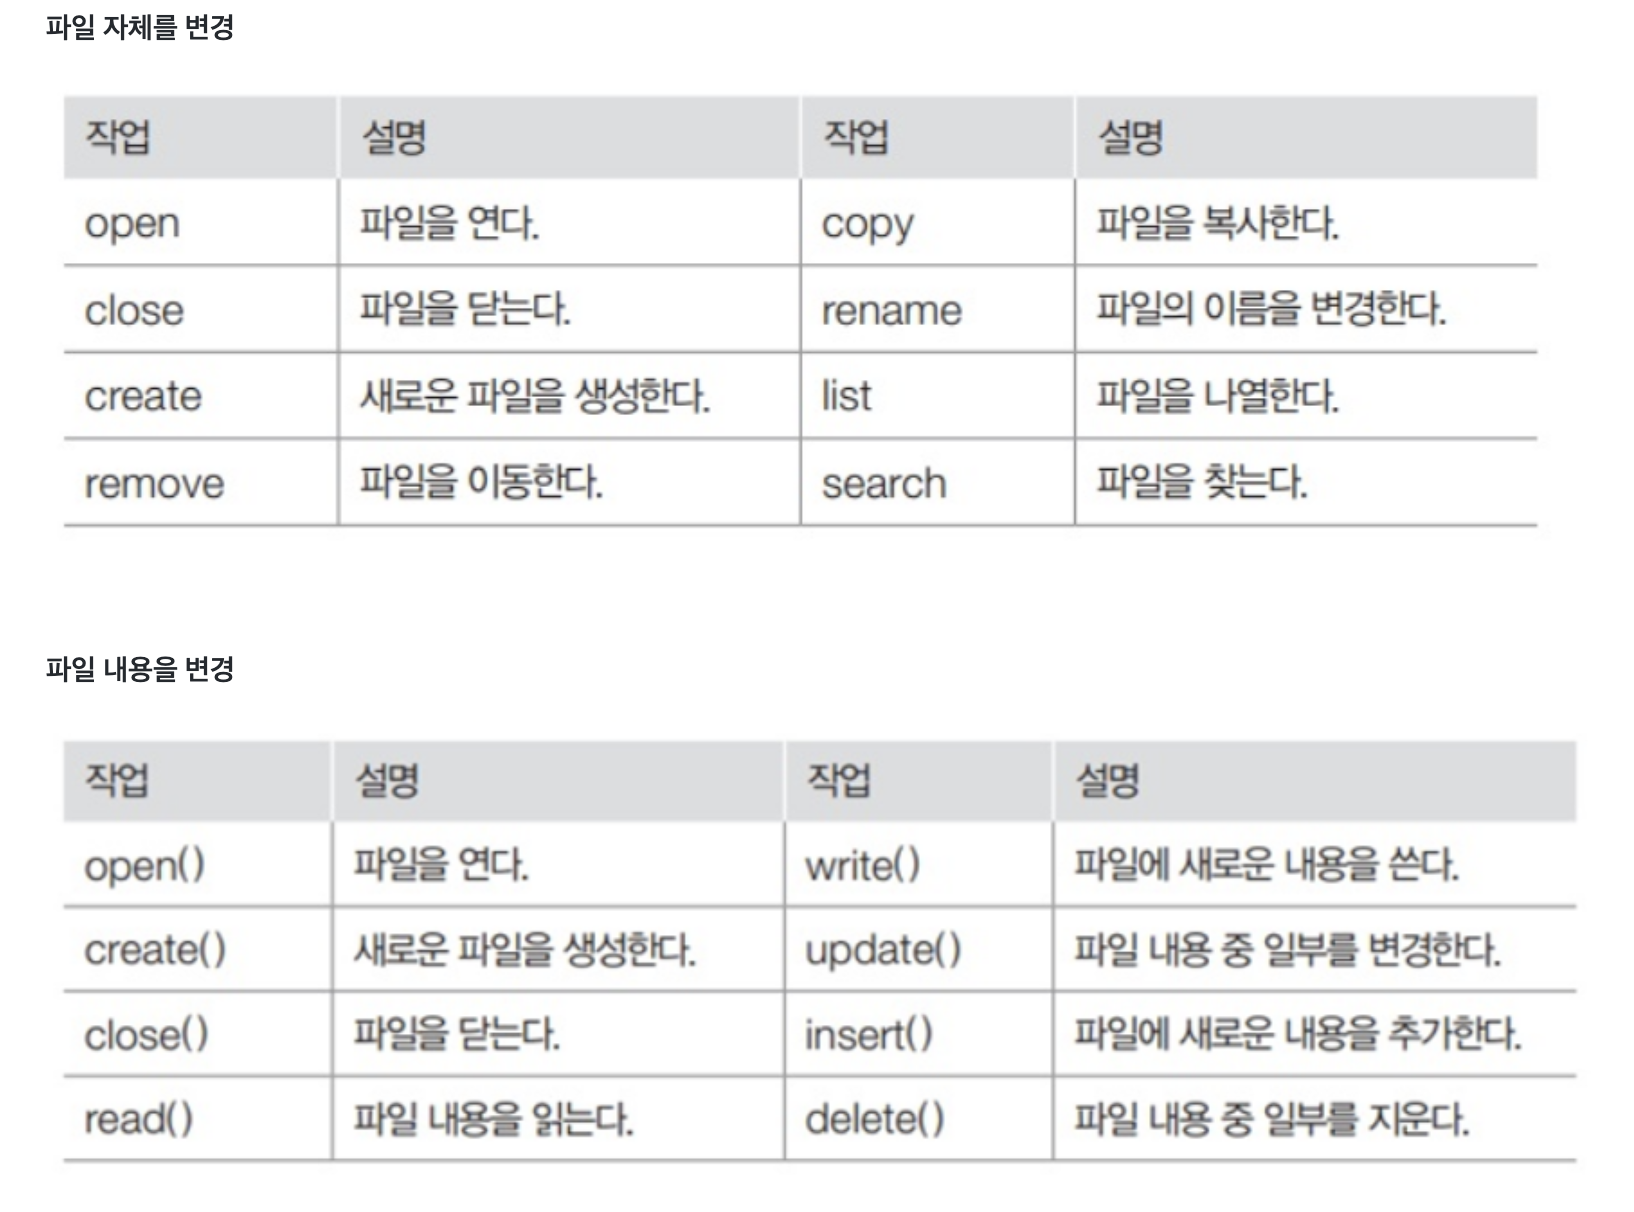 파일 자체를 변경
작업 설명 작업 설명
open 파일을 연다. copy 파일을 복사한다.
close 파일을 닫는다. rename 파일의 이름을 변경한다.
create 새로운 파일을 생성한다. list 파일을 나열한다.
remove 파일을 이동한다. search 파일을 찾는다.
파일 내용을 변경
작업 설명 작업 설명
open() 파일을 연다. write() 파일에 새로운 내용을 쓴다.
create() 새로운 파일을 생성한다. update() 파일 내용 중 일부를 변경한다.
close() 파일을 닫는다. insert() 파일에 새로운 내용을 추가한다.
read() 파일 내용을 읽는다. delete() 파일 내용 중 일부를 지운다.